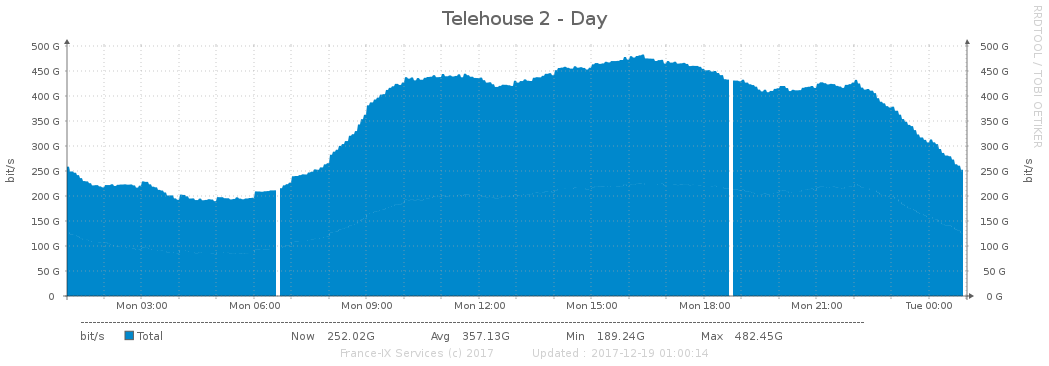 Telehouse 2 - Day
RRDTOOL / TOBI OETIKER
bit/s
500 G 500 G
450 G 450 G
400 G 400 G
350 G 350 G
300 G 300 G
250 G 250 G
200 G 200 G
150 G 150 G
100 G 100 G
50 G 50 G
0 0 G
bit/s
Mon 03:00 Mon 06:00 Mon 09:00 Mon 12:00 Mon 15:00 Mon 18:00 Mon 21:00 Tue 00:00
bit/s Total Now 252.02G Avg 357.13G Min 189.24G Max 482.45G
France-IX Services (c) 2017 Updated : 2017-12-19 01:00:14